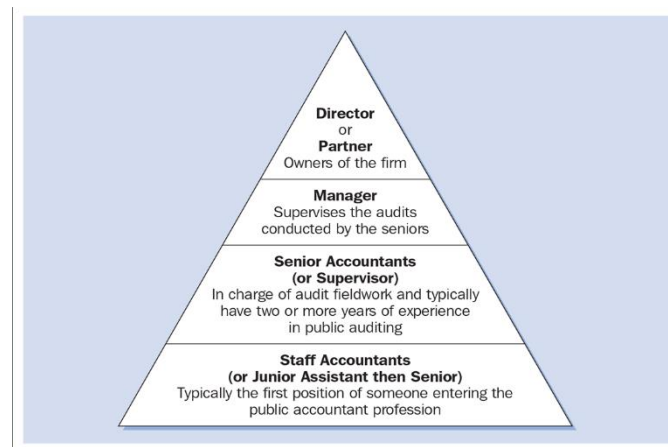 Director
or
Partner
Owners of the firm
Manager
Supervises the audits
conducted by the seniors
Senior Accountants
(or Supervisor)
In charge of audit fieldwork and typically
have two or more years of experience
in public auditing
Staff Accountants
(or Junior Assistant then Senior)
Typically the first position of someone entering the
public accountant profession